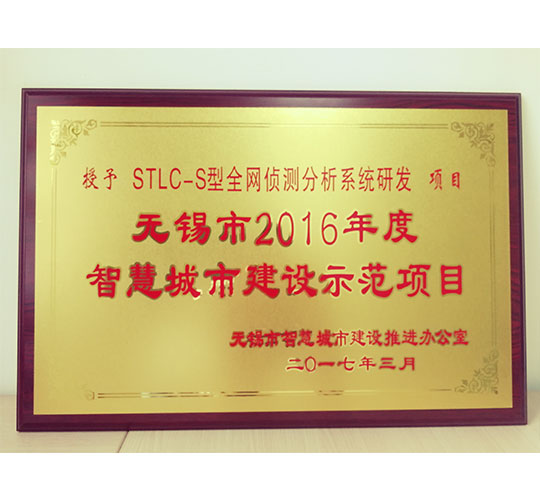 授予 STLC-S型全网侦测分析系统研发 项目
无锡市2016年度
智慧城市建设示范项目
无锡市智慧城市建设推进办公室
二〇一七年三月